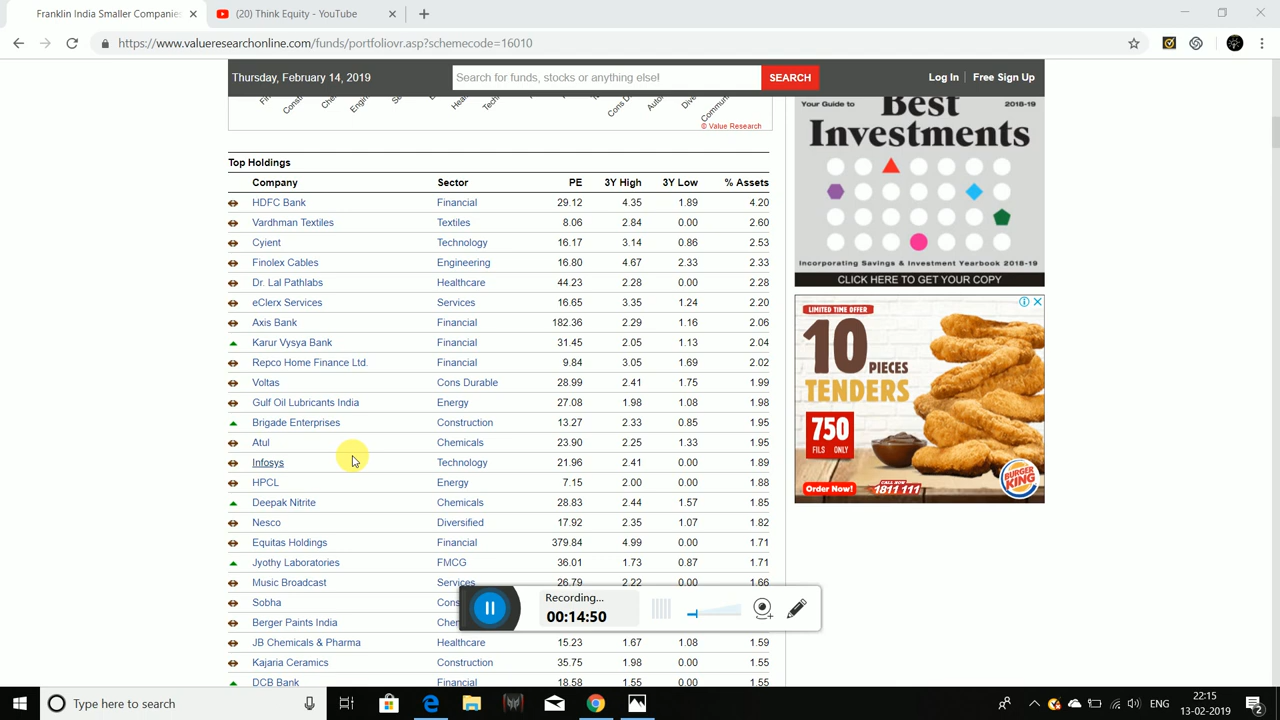 Franklin India Smaller Companie
(20) Think Equity - YouTube
https://www.valueresearchonline.com/funds/portfoliovr.asp?schemecode=16010
Thursday, February 14, 2019
Search for funds, stocks or anything else!
SEARCH
Log In | Free Sign Up
© Value Research
Top Holdings
Company Sector PE 3Y High 3Y Low % Assets
HDFC Bank Financial 29.12 4.35 1.89 4.20
Vardhman Textiles Textiles 8.06 2.84 0.00 2.60
Cyient Technology 16.17 3.14 0.86 2.53
Finolex Cables Engineering 16.80 4.67 2.33 2.33
Dr. Lal Pathlabs Healthcare 44.23 2.28 0.00 2.28
eClerx Services Services 16.65 3.35 1.24 2.20
Axis Bank Financial 182.36 2.29 1.16 2.06
Karur Vysya Bank Financial 31.45 2.05 1.13 2.04
Repco Home Finance Ltd. Financial 9.84 3.05 1.69 2.02
Voltas Cons Durable 28.99 2.41 1.75 1.99
Gulf Oil Lubricants India Energy 27.08 1.98 1.08 1.98
Brigade Enterprises Construction 13.27 2.33 0.85 1.95
Atul Chemicals 23.90 2.25 1.33 1.95
Infosys Technology 21.96 2.41 0.00 1.89
HPCL Energy 7.15 2.00 0.00 1.88
Deepak Nitrite Chemicals 28.83 2.44 1.57 1.85
Nesco Diversified 17.92 2.35 1.07 1.82
Equitas Holdings Financial 379.84 4.99 0.00 1.71
Jyothy Laboratories FMCG 36.01 1.73 0.87 1.71
Music Broadcast Services 26.79 2.22 0.00 1.66
Sobha Con
Berger Paints India Che
JB Chemicals & Pharma Healthcare 15.23 1.67 1.08 1.59
Kajaria Ceramics Construction 35.75 1.98 0.00 1.55
DCB Bank Financial 18.58 1.55 0.00 1.55
Recording...
00:14:50
Your Guide to
2018-19
Best
Investments
Incorporating Savings & Investment Yearbook 2018-19
CLICK HERE TO GET YOUR COPY
LIMITED TIME OFFER
10 PIECES
TENDERS
750
FILS ONLY
Order Now!
CALL NOW
1811 111
BURGER
KING
Type here to search
ENG
22:15
13-02-2019
2